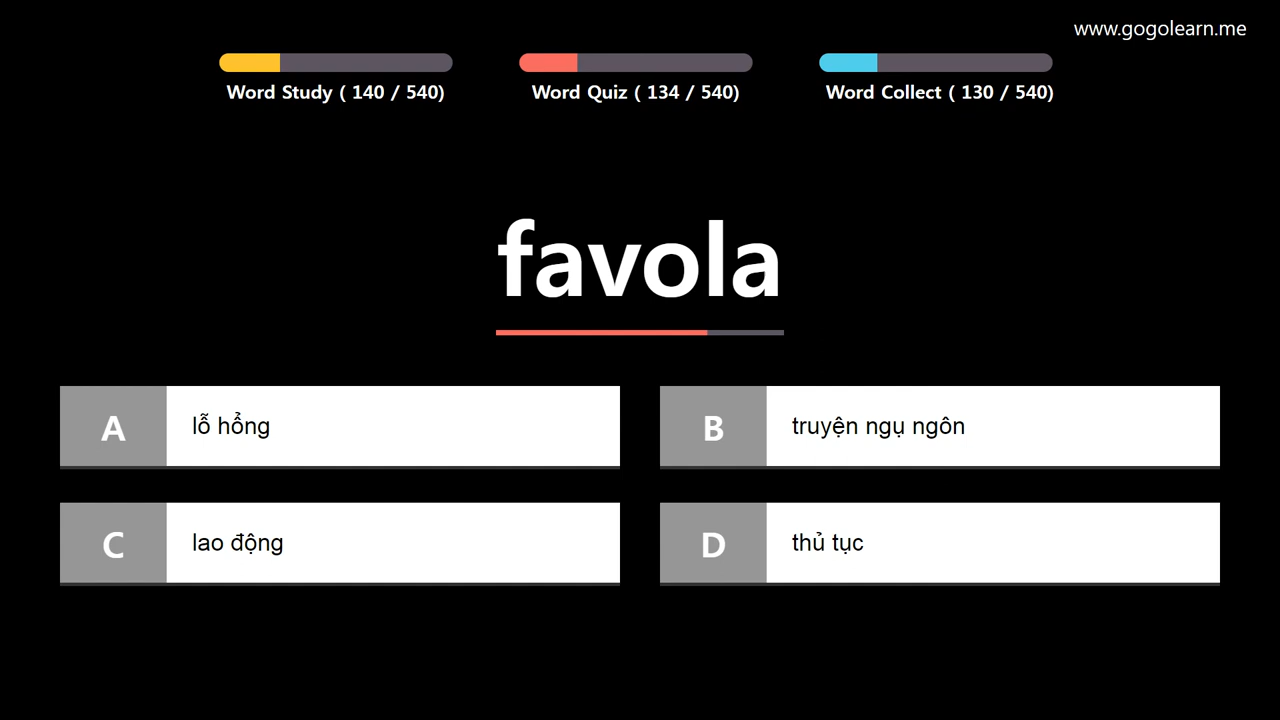 www.gogolearn.me
Word Study ( 140 / 540)
Word Quiz ( 134 / 540)
Word Collect ( 130 / 540)
favola
A
lỗ hổng
B
truyện ngụ ngôn
C
lao động
D
thủ tục